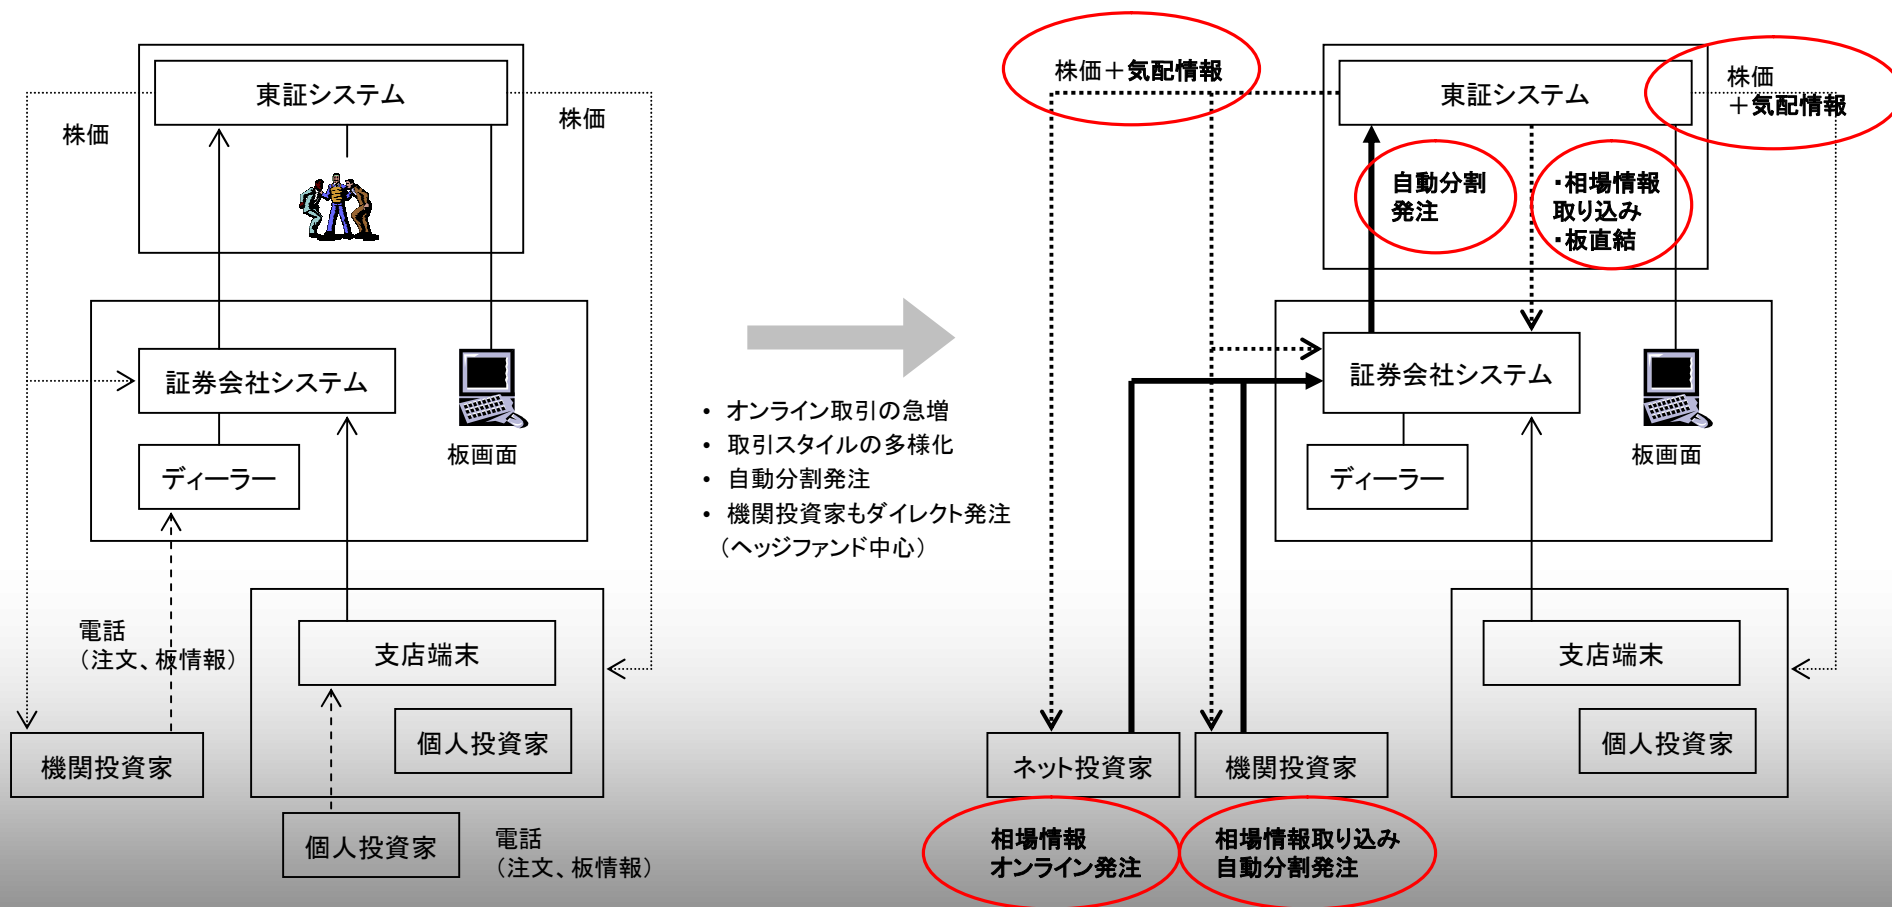 東証システム
株価
株価
証券会社システム
ディーラー
板画面
電話
（注文、板情報）
支店端末
個人投資家
機関投資家
個人投資家
電話
（注文、板情報）
• オンライン取引の急増
• 取引スタイルの多様化
• 自動分割発注
• 機関投資家もダイレクト発注
（ヘッジファンド中心）
株価＋気配情報
東証システム
株価
＋気配情報
自動分割
発注
・相場情報
取り込み
・板直結
証券会社システム
ディーラー
板画面
支店端末
個人投資家
ネット投資家
機関投資家
相場情報
オンライン発注
相場情報取り込み
自動分割発注